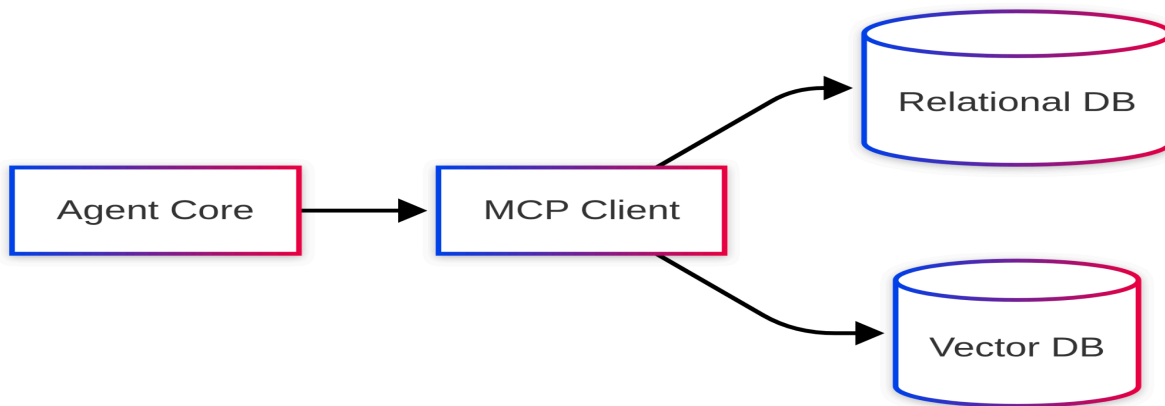 Agent Core
MCP Client
Relational DB
Vector DB